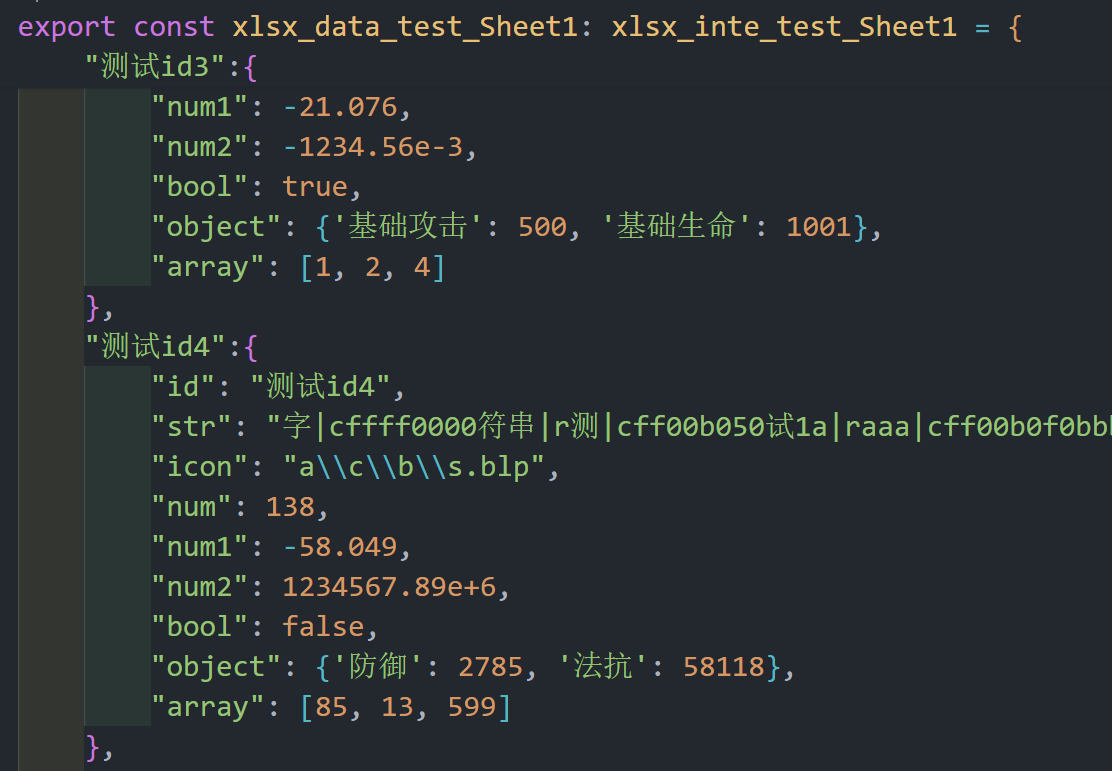 export const xlsx_data_test_Sheet1: xlsx_inte_test_Sheet1 = {
"测试id3":{
"num1": -21.076,
"num2": -1234.56e-3,
"bool": true,
"object": {'基础攻击': 500, '基础生命': 1001},
"array": [1, 2, 4]
},
"测试id4":{
"id": "测试id4",
"str": "字|cffff0000符串|r测|cff00b050试1a|raaa|cff00b0f0bb
"icon": "a\\c\\b\\s.blp",
"num": 138,
"num1": -58.049,
"num2": 1234567.89e+6,
"bool": false,
"object": {'防御': 2785, '法抗': 58118},
"array": [85, 13, 599]
},